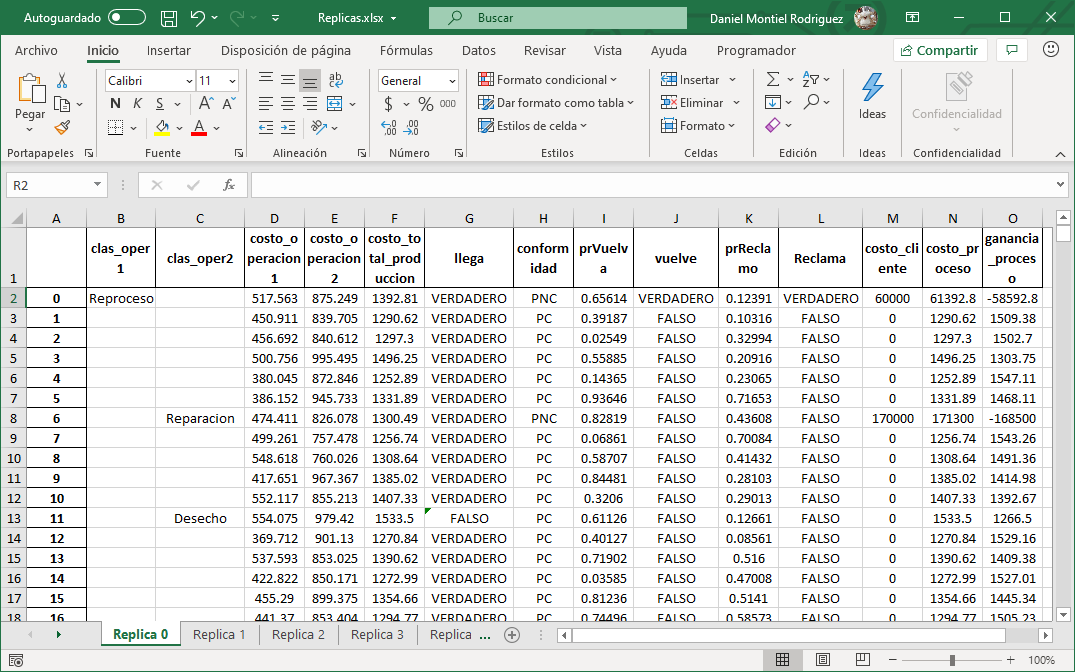 Autoguardado Replicas.xlsx Buscar Daniel Montiel Rodriguez
Archivo Inicio Insertar Disposición de página Fórmulas Datos Revisar Vista Ayuda Programador Compartir
Pegar
Calibri 11
N K S
General
$ % 000
Formato condicional
Dar formato como tabla
Estilos de celda
Insertar
Eliminar
Formato
Ideas
Confidencialidad
Portapapeles Fuente Alineación Número Estilos Celdas Edición Ideas Confidencialidad
R2 fx
A B C D E F G H I J K L M N O
1 clas_oper1 clas_oper2 costo_operacion1 costo_operacion2 costo_total_produccion llega conformidad prVuelva vuelve prReclamo Reclama costo_cliente costo_proceso ganancia_proceso
2 0 Reproceso 517.563 875.249 1392.81 VERDADERO PNC 0.65614 VERDADERO 0.12391 VERDADERO 60000 61392.8 -58592.8
3 1 450.911 839.705 1290.62 VERDADERO PC 0.39187 FALSO 0.10316 FALSO 0 1290.62 1509.38
4 2 456.692 840.612 1297.3 VERDADERO PC 0.02549 FALSO 0.32994 FALSO 0 1297.3 1502.7
5 3 500.756 995.495 1496.25 VERDADERO PC 0.55885 FALSO 0.20916 FALSO 0 1496.25 1303.75
6 4 380.045 872.846 1252.89 VERDADERO PC 0.14365 FALSO 0.23065 FALSO 0 1252.89 1547.11
7 5 386.152 945.733 1331.89 VERDADERO PC 0.93646 FALSO 0.71653 FALSO 0 1331.89 1468.11
8 6 Reparacion 474.411 826.078 1300.49 VERDADERO PNC 0.82819 FALSO 0.43608 FALSO 170000 171300 -168500
9 7 499.261 757.478 1256.74 VERDADERO PC 0.06861 FALSO 0.70084 FALSO 0 1256.74 1543.26
10 8 548.618 760.026 1308.64 VERDADERO PC 0.58707 FALSO 0.41432 FALSO 0 1308.64 1491.36
11 9 417.651 967.367 1385.02 VERDADERO PC 0.84481 FALSO 0.28103 FALSO 0 1385.02 1414.98
12 10 552.117 855.213 1407.33 VERDADERO PC 0.3206 FALSO 0.29013 FALSO 0 1407.33 1392.67
13 11 Desecho 554.075 979.42 1533.5 FALSO PC 0.61126 FALSO 0.12661 FALSO 0 1533.5 1266.5
14 12 369.712 901.13 1270.84 VERDADERO PC 0.40127 FALSO 0.08561 FALSO 0 1270.84 1529.16
15 13 537.593 853.025 1390.62 VERDADERO PC 0.71902 FALSO 0.516 FALSO 0 1390.62 1409.38
16 14 422.822 850.171 1272.99 VERDADERO PC 0.03585 FALSO 0.47008 FALSO 0 1272.99 1527.01
17 15 455.29 899.375 1354.66 VERDADERO PC 0.81236 FALSO 0.5141 FALSO 0 1354.66 1445.34
18 16 441.37 853.404 1294.77 VERDADERO PC 0.74496 FALSO 0.58573 FALSO 0 1294.77 1505.23
Replica 0 Replica 1 Replica 2 Replica 3 Replica ...
100%